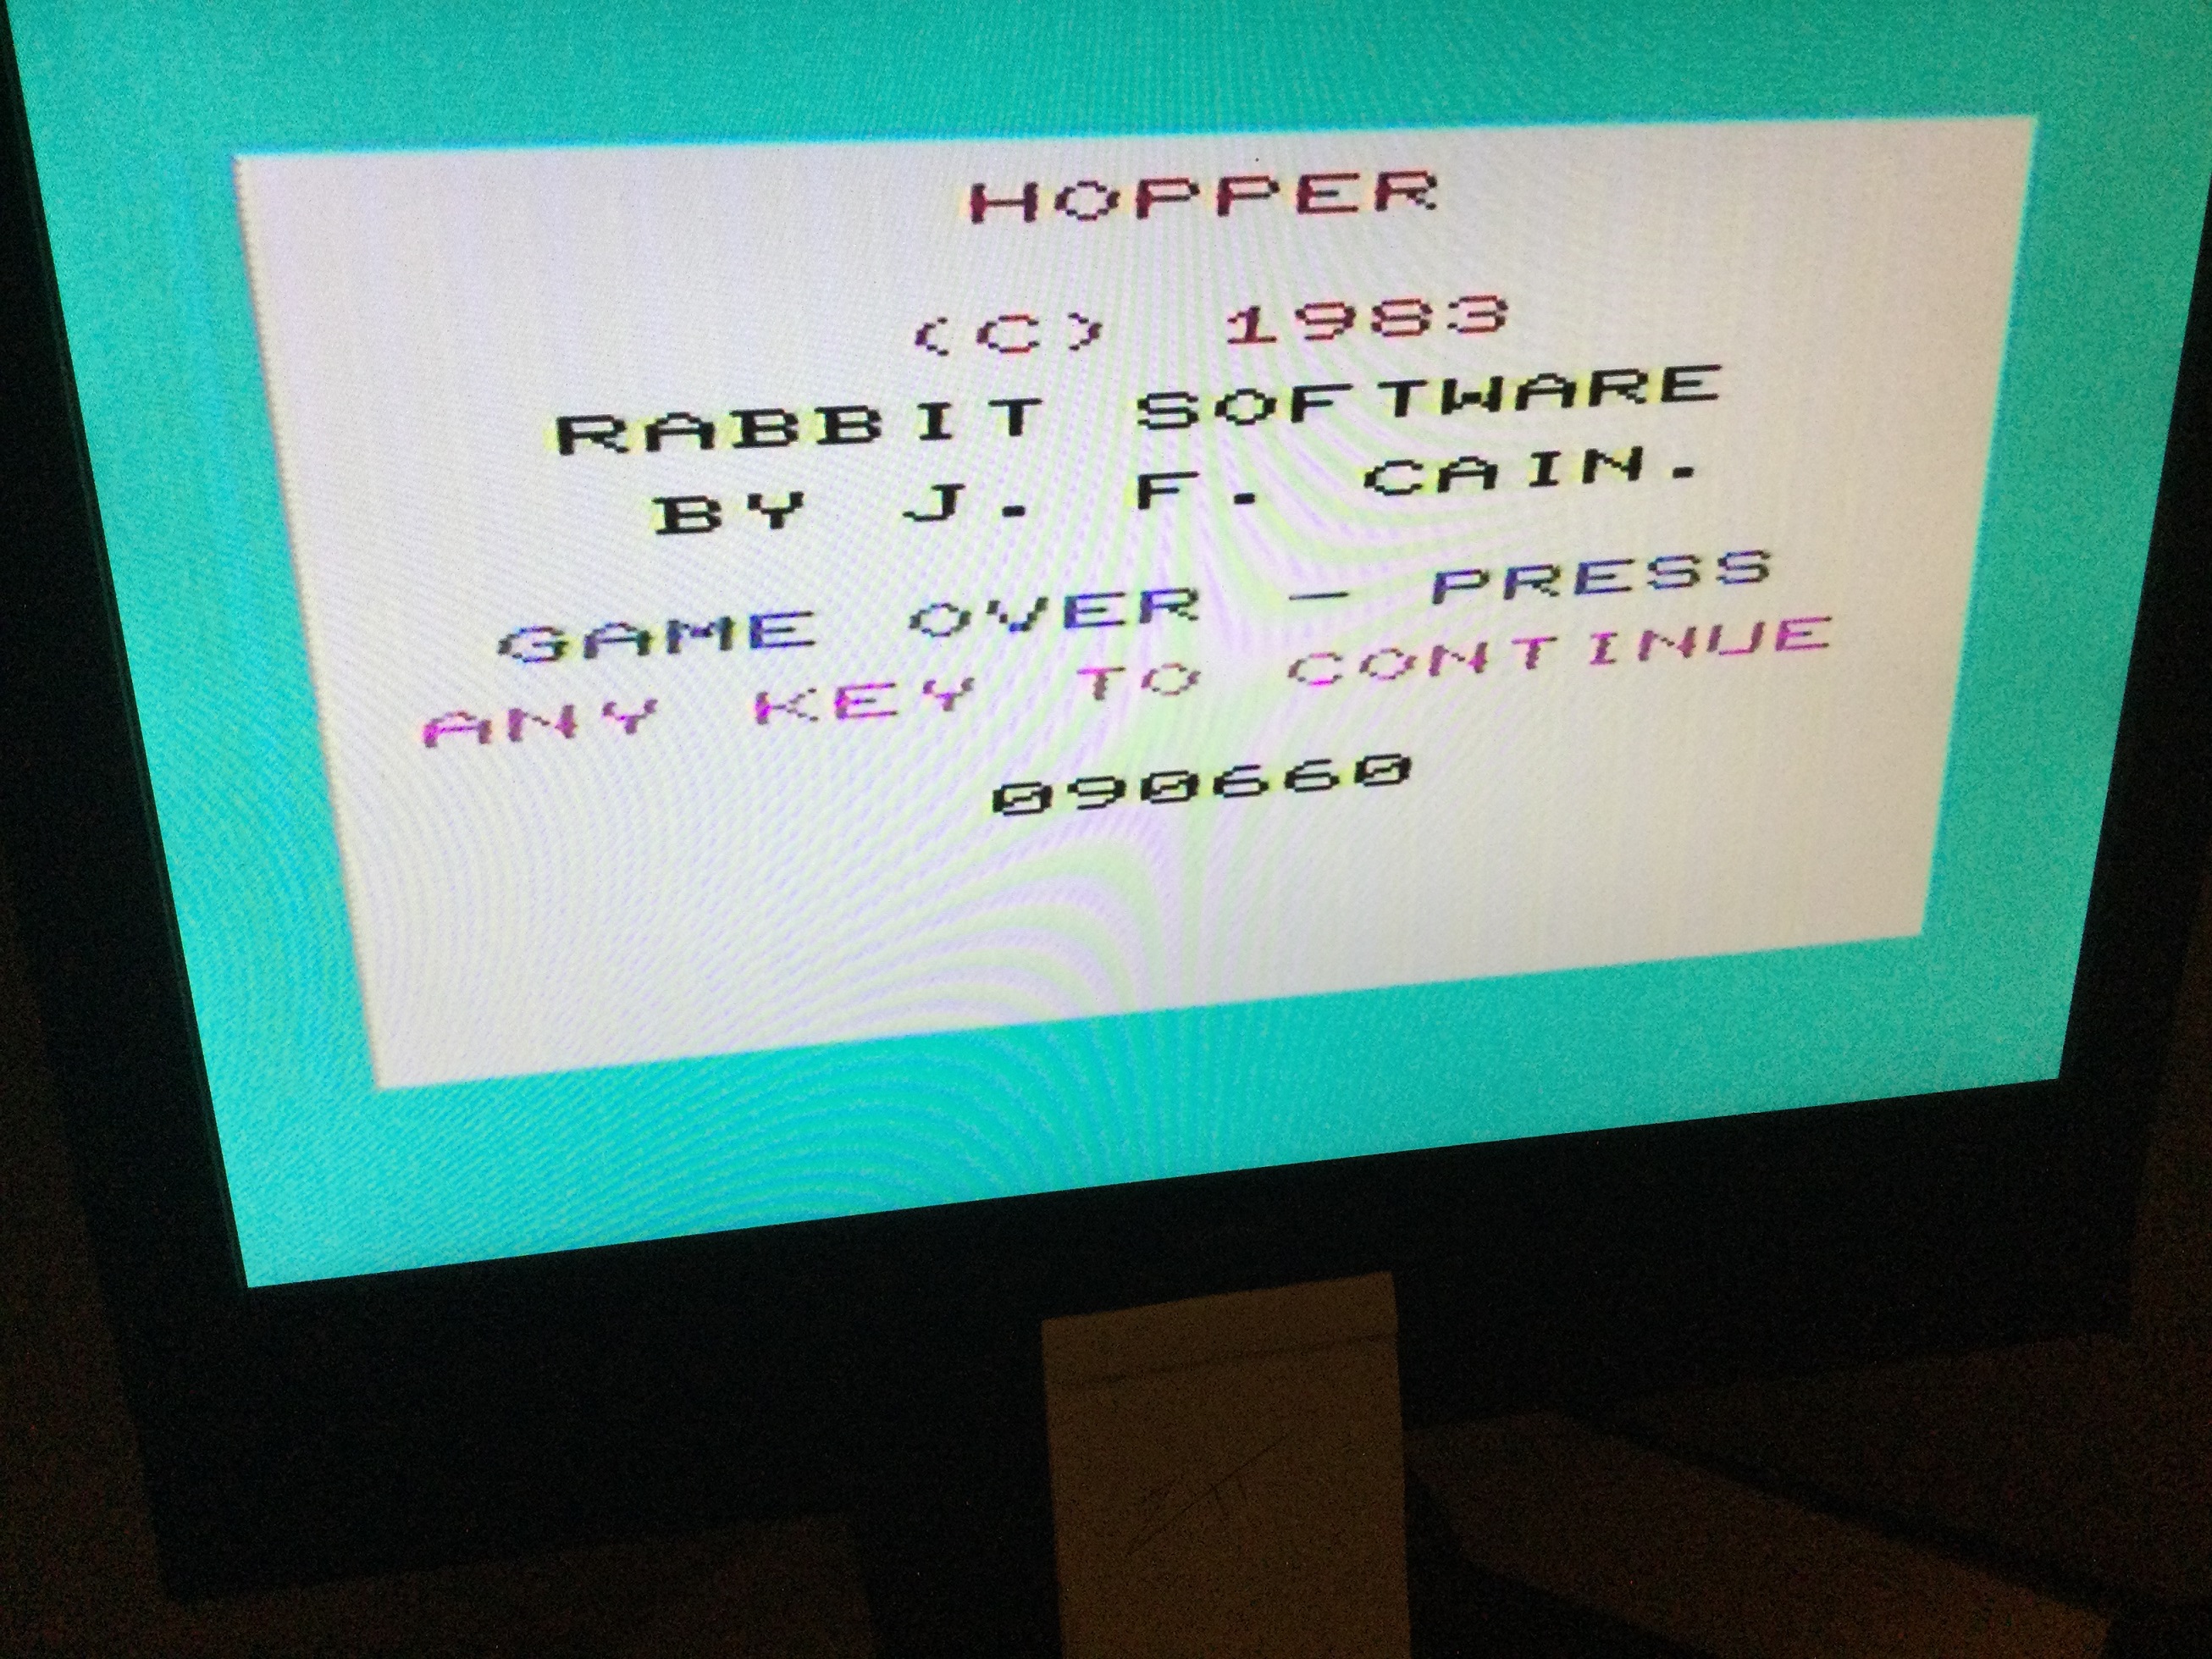 HOPPER
(C) 1983
RABBIT SOFTWARE
BY J. F. CAIN.
GAME OVER - PRESS
ANY KEY TO CONTINUE
090660